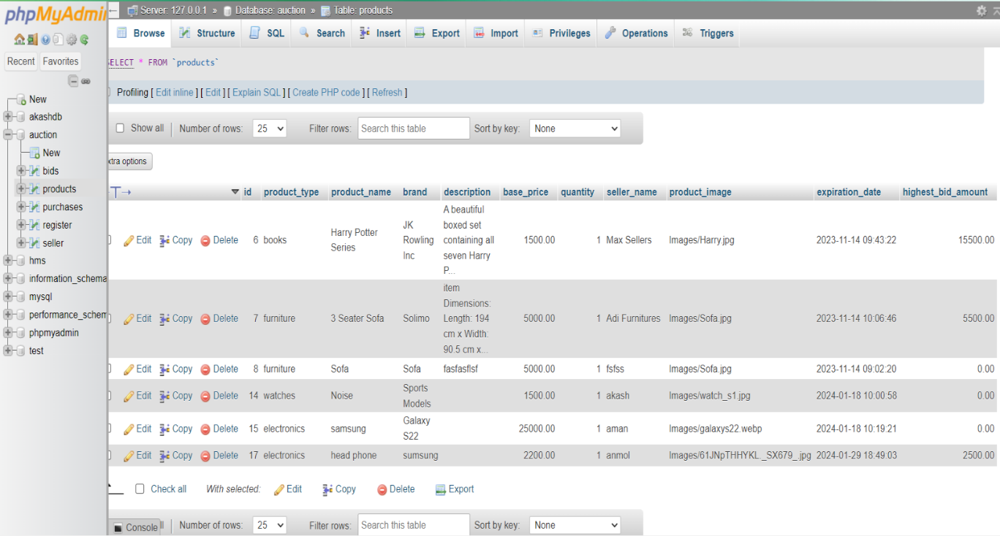 phpMyAdmin
Server: 127.0.0.1 » Database: auction » Table: products
Browse Structure SQL Search Insert Export Import Privileges Operations Triggers
Recent Favorites
ELECT * FROM `products`
Profiling [ Edit inline ] [ Edit ] [ Explain SQL ] [ Create PHP code ] [ Refresh ]
New
akashdb
auction
New
bids
products
purchases
register
seller
hms
information_schema
mysql
performance_schem
phpmyadmin
test
Show all Number of rows: 25 Filter rows: Search this table Sort by key: None
xtra options
id product_type product_name brand description base_price quantity seller_name product_image expiration_date highest_bid_amount
Edit Copy Delete 6 books Harry Potter Series JK Rowling Inc A beautiful boxed set containing all seven Harry P... 1500.00 1 Max Sellers Images/Harry.jpg 2023-11-14 09:43:22 15500.00
Edit Copy Delete 7 furniture 3 Seater Sofa Solimo item Dimensions: Length: 194 cm x Width: 90.5 cm x... 5000.00 1 Adi Furnitures Images/Sofa.jpg 2023-11-14 10:06:46 5500.00
Edit Copy Delete 8 furniture Sofa Sofa fasfasflsf 5000.00 1 fsfss Images/Sofa.jpg 2023-11-14 09:02:20 0.00
Edit Copy Delete 14 watches Noise Sports Models 1500.00 1 akash Images/watch_s1.jpg 2024-01-18 10:00:58 0.00
Edit Copy Delete 15 electronics samsung Galaxy S22 25000.00 1 aman Images/galaxys22.webp 2024-01-18 10:19:21 0.00
Edit Copy Delete 17 electronics head phone sumsung 2200.00 1 anmol Images/61JNpTHHYKL._SX679_.jpg 2024-01-29 18:49:03 2500.00
Check all With selected: Edit Copy Delete Export
Console Number of rows: 25 Filter rows: Search this table Sort by key: None